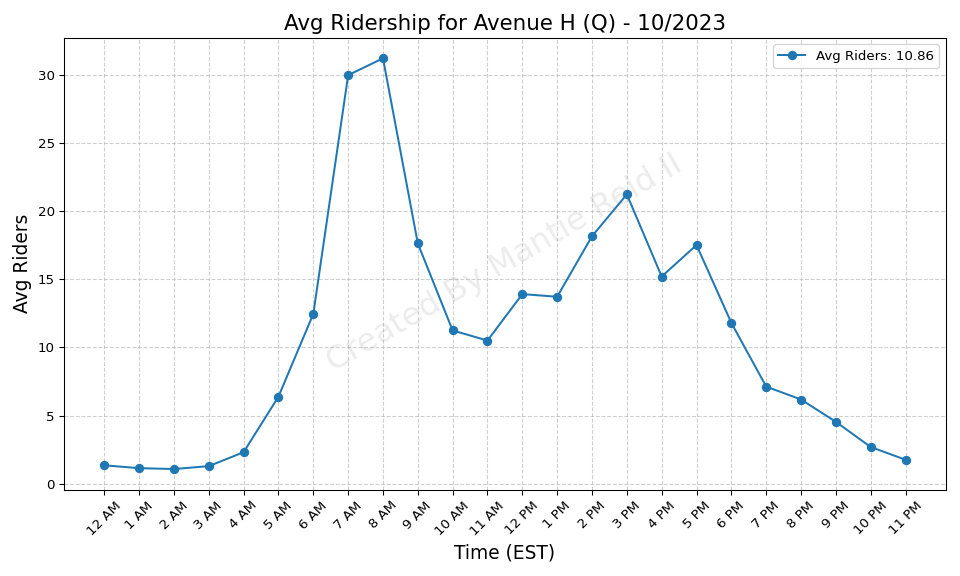 Avg Ridership for Avenue H (Q) - 10/2023
Avg Riders: 10.86
Avg Riders
30
25
20
15
10
5
0
Created By Mantie Reid II
12 AM
1 AM
2 AM
3 AM
4 AM
5 AM
6 AM
7 AM
8 AM
9 AM
10 AM
11 AM
12 PM
1 PM
2 PM
3 PM
4 PM
5 PM
6 PM
7 PM
8 PM
9 PM
10 PM
11 PM
Time (EST)